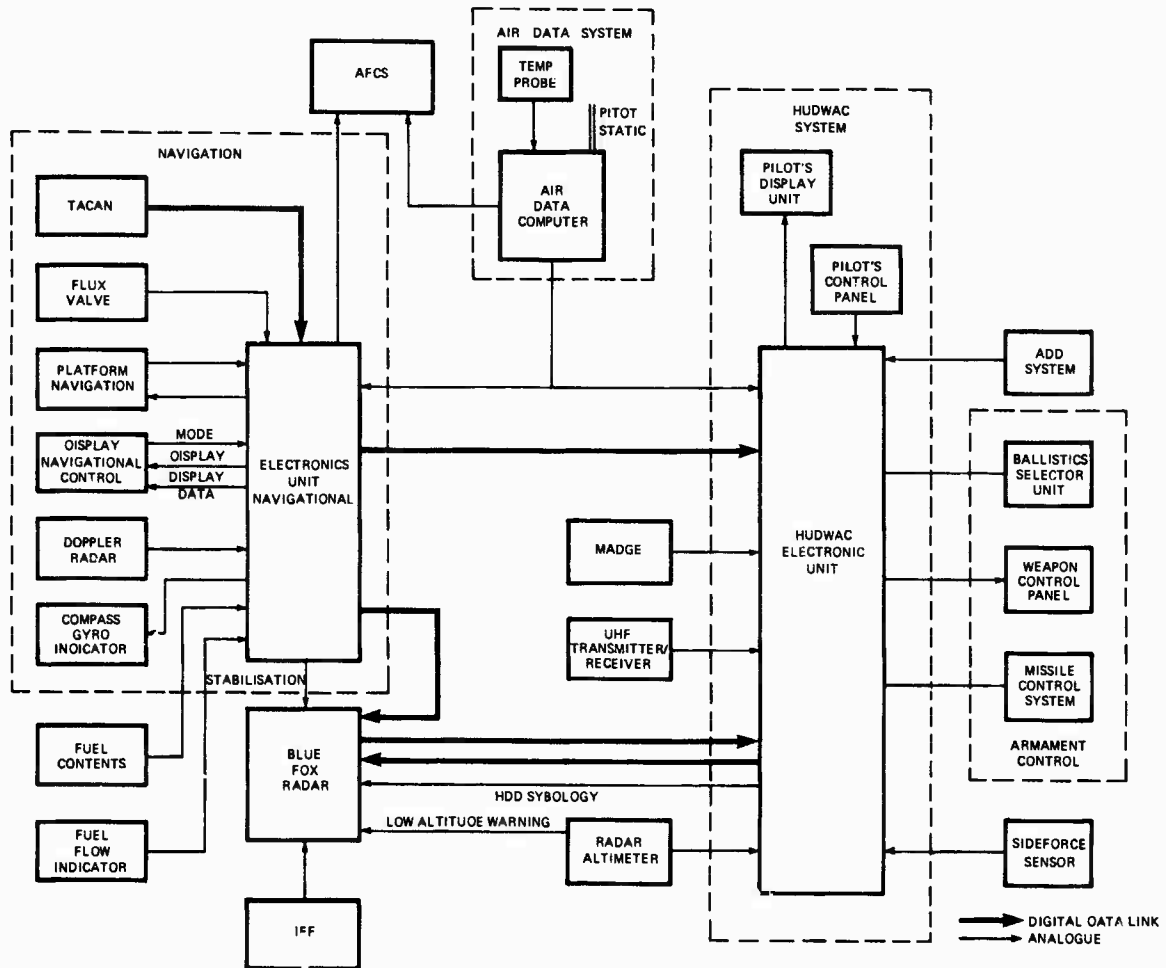 AIR DATA SYSTEM
TEMP
PROBE
PITOT
STATIC
AIR
DATA
COMPUTER
AFCS
NAVIGATION
TACAN
FLUX
VALVE
PLATFORM
NAVIGATION
OISPLAY
NAVIGATIONAL
CONTROL
MODE
OISPLAY
DISPLAY
DATA
DOPPLER
RADAR
COMPASS
GYRO
INOICATOR
ELECTRONICS
UNIT
NAVIGATIONAL
STABILISATION
FUEL
CONTENTS
FUEL
FLOW
INDICATOR
BLUE
FOX
RADAR
IFF
HUDWAC
SYSTEM
PILOT'S
DISPLAY
UNIT
PILOT'S
CONTROL
PANEL
HUDWAC
ELECTRONIC
UNIT
MADGE
UHF
TRANSMITTER/
RECEIVER
HDD SYBOLOGY
LOW ALTITUOE WARNING
RADAR
ALTIMETER
ADD
SYSTEM
BALLISTICS
SELECTOR
UNIT
WEAPON
CONTROL
PANEL
MISSILE
CONTROL
SYSTEM
ARMAMENT
CONTROL
SIDEFORCE
SENSOR
DIGITAL DATA LINK
ANALOGUE